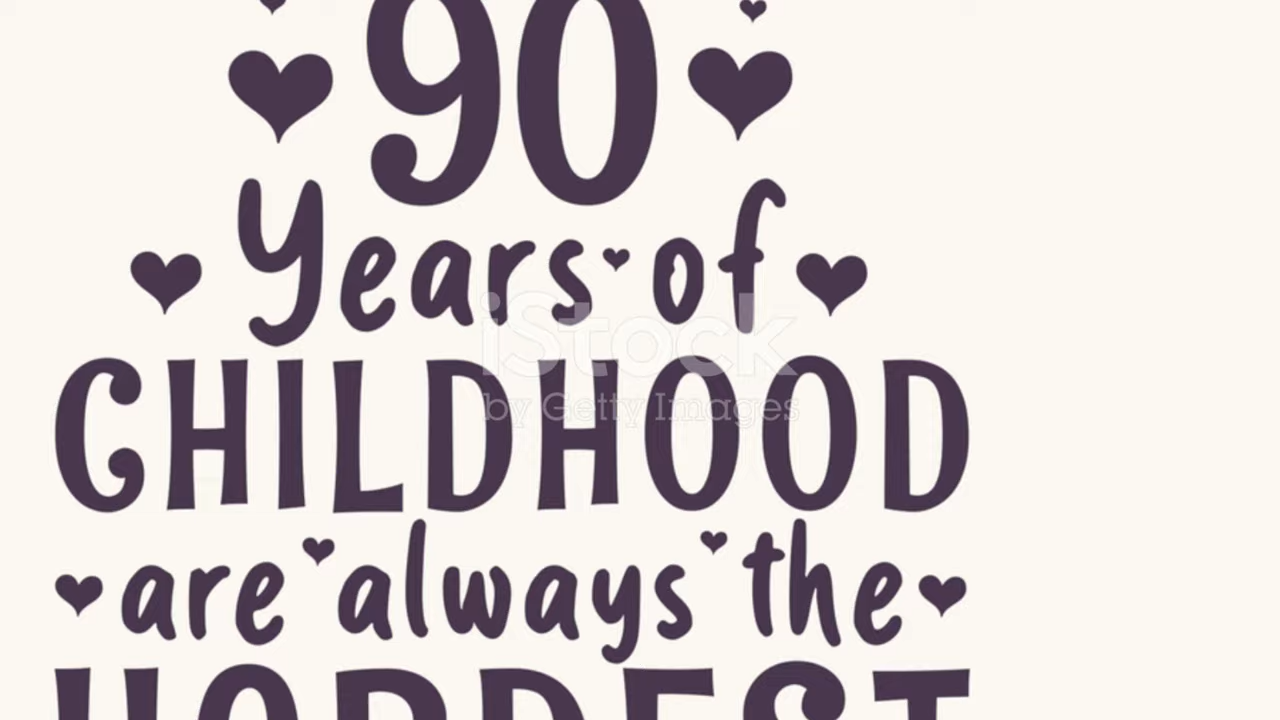 90
Years of
CHILDHOOD
are always the
iStock
by Getty Images